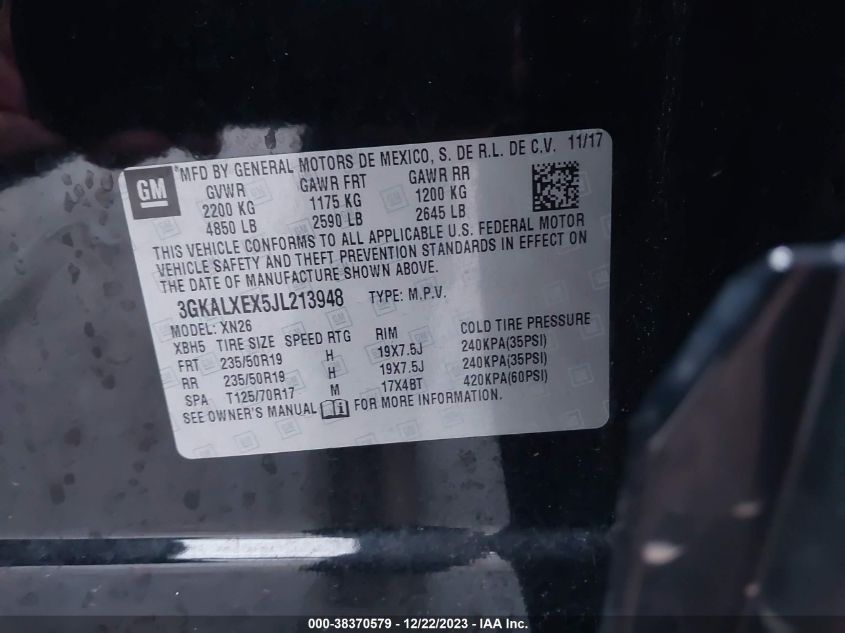 GM
MFD BY GENERAL MOTORS DE MEXICO, S. DE R.L. DE C.V. 11/17
GVWR GAWR FRT GAWR RR
2200 KG 1175 KG 1200 KG
4850 LB 2590 LB 2645 LB
THIS VEHICLE CONFORMS TO ALL APPLICABLE U.S. FEDERAL MOTOR
VEHICLE SAFETY AND THEFT PREVENTION STANDARDS IN EFFECT ON
THE DATE OF MANUFACTURE SHOWN ABOVE.
3GKALXEX5JL213948 TYPE: M.P.V.
MODEL: XN26
XBH5 TIRE SIZE SPEED RTG RIM COLD TIRE PRESSURE
FRT 235/50R19 H 19X7.5J 240KPA(35PSI)
RR 235/50R19 H 19X7.5J 240KPA(35PSI)
SPA T125/70R17 M 17X4BT 420KPA(60PSI)
SEE OWNER'S MANUAL FOR MORE INFORMATION.
000-38370579 - 12/22/2023 - IAA Inc.